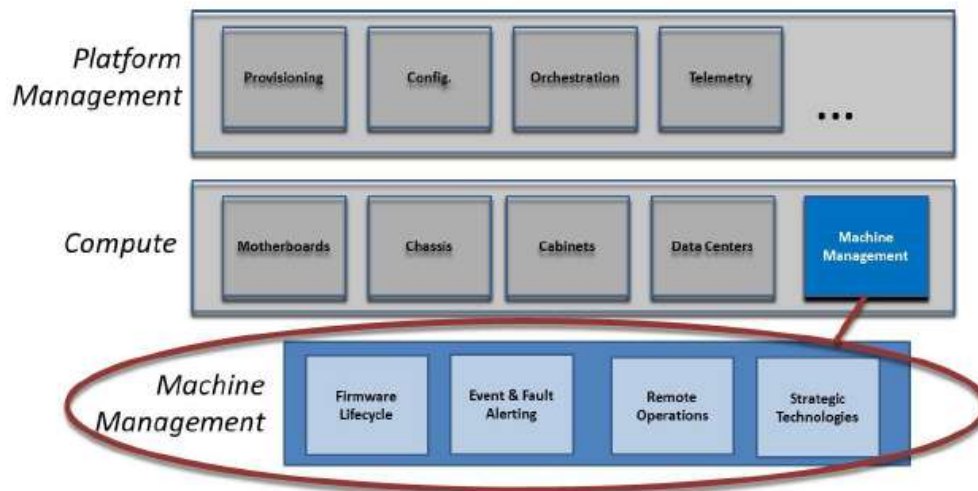 Platform
Management
Provisioning
Config.
Orchestration
Telemetry
...
Compute
Motherboards
Chassis
Cabinets
Data Centers
Machine
Management
Machine
Management
Firmware
Lifecycle
Event & Fault
Alerting
Remote
Operations
Strategic
Technologies